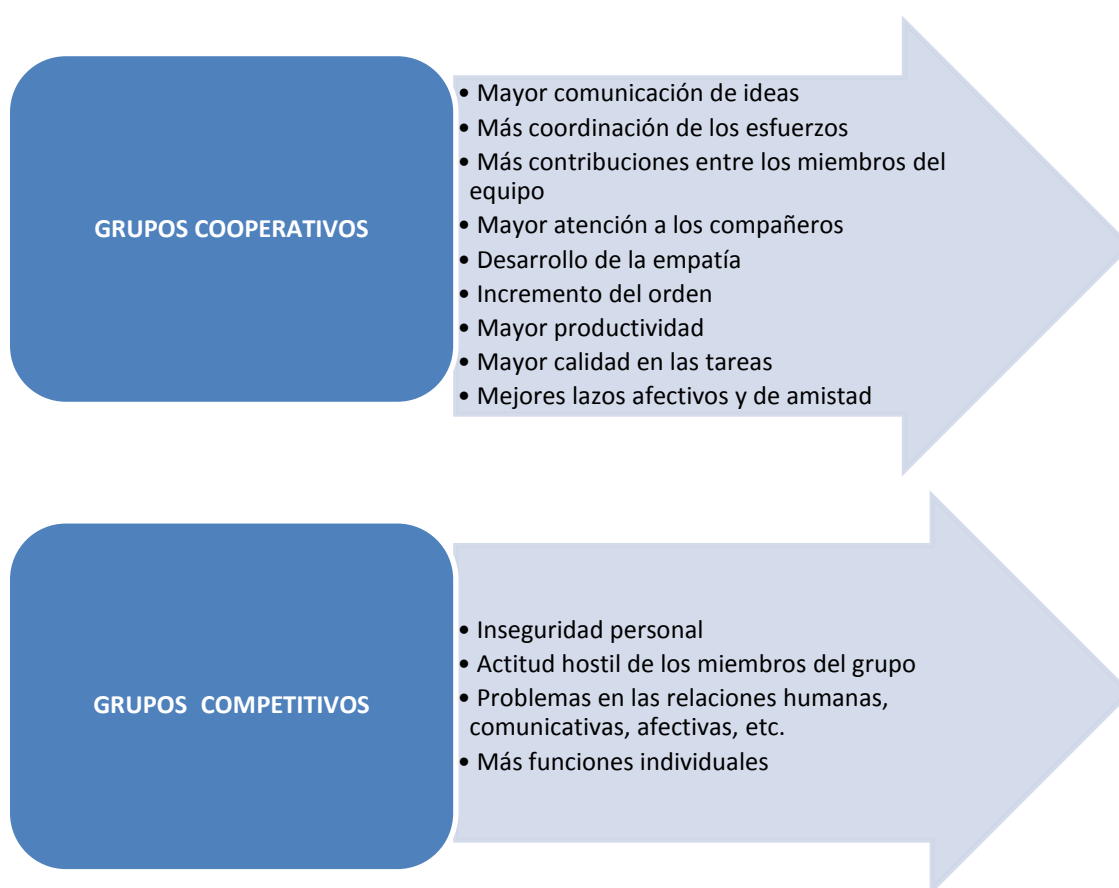 GRUPOS COOPERATIVOS
• Mayor comunicación de ideas
• Más coordinación de los esfuerzos
• Más contribuciones entre los miembros del
equipo
• Mayor atención a los compañeros
• Desarrollo de la empatía
• Incremento del orden
• Mayor productividad
• Mayor calidad en las tareas
• Mejores lazos afectivos y de amistad
GRUPOS COMPETITIVOS
• Inseguridad personal
• Actitud hostil de los miembros del grupo
• Problemas en las relaciones humanas,
comunicativas, afectivas, etc.
• Más funciones individuales